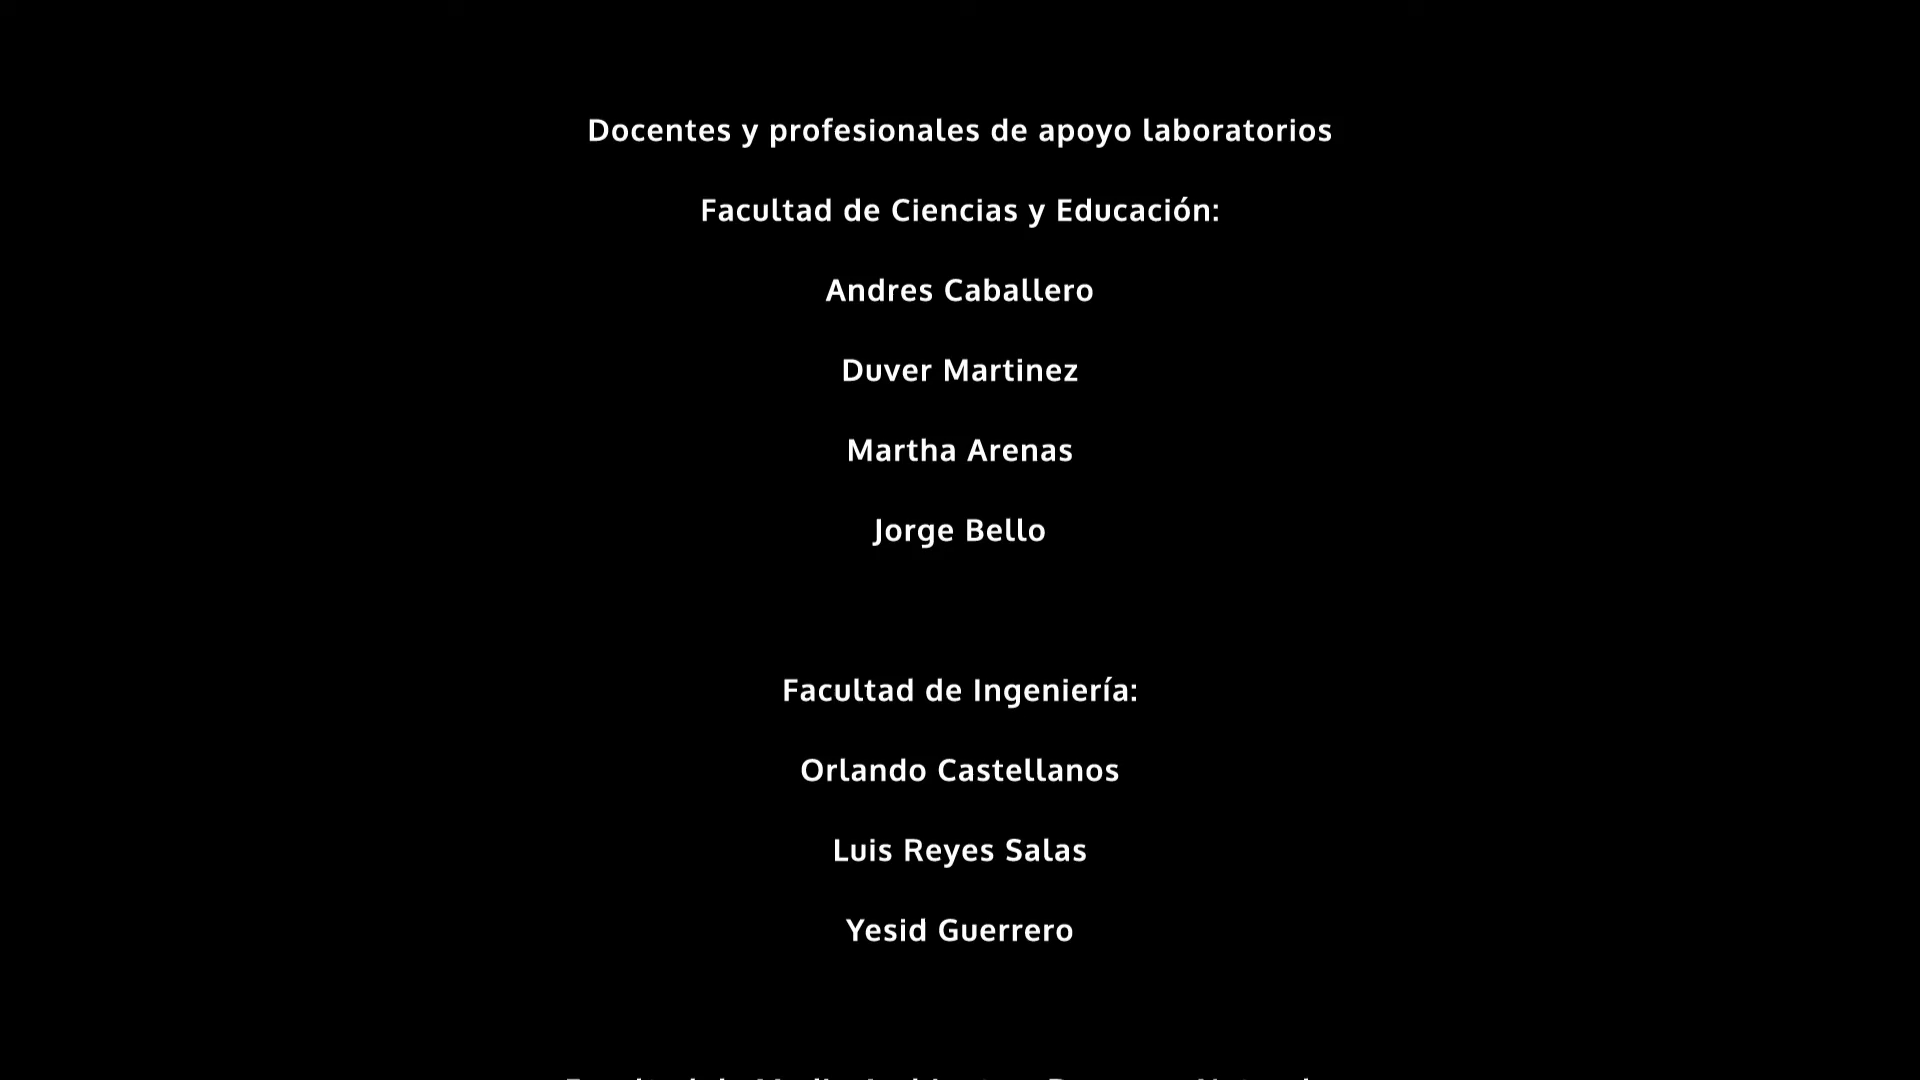 Docentes y profesionales de apoyo laboratorios
Facultad de Ciencias y Educación:
Andres Caballero
Duver Martinez
Martha Arenas
Jorge Bello
Facultad de Ingeniería:
Orlando Castellanos
Luis Reyes Salas
Yesid Guerrero